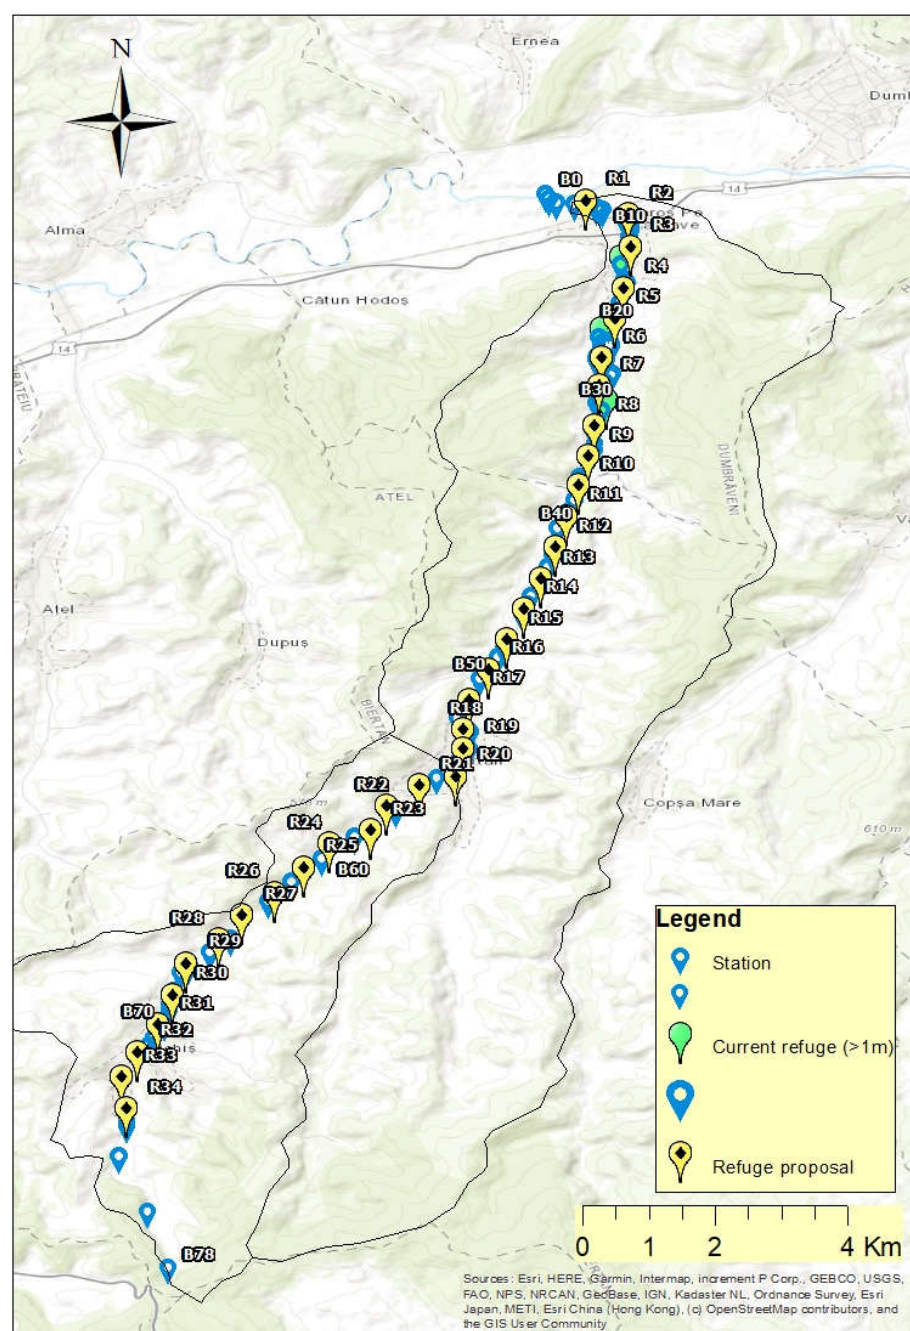 N
Ernea
Dumb
B0
R1
R2
14
B10
R3
Alma
R4
Cătun Hodoș
R5
B20
R6
14
R7
B30
R8
BRATEIU
R9
DUMBRĂVENI
R10
ATEL
R11
B40
R12
R13
R14
Atel
R15
Dupuș
R16
B50
R17
BIERTAN
R18
R19
R20
R21
R22
R23
Copșa Mare
R24
R25
610 m
B60
R26
R27
R28
R29
R30
R31
B70
R32
R33
R34
B78
Legend
Station
Current refuge (>1m)
Refuge proposal
0 1 2 4 Km
Sources: Esri, HERE, Garmin, Intermap, increment P Corp., GEBCO, USGS,
FAO, NPS, NRCAN, GeoBase, IGN, Kadaster NL, Ordnance Survey, Esri
Japan, METI, Esri China (Hong Kong), (c) OpenStreetMap contributors, and
the GIS User Community